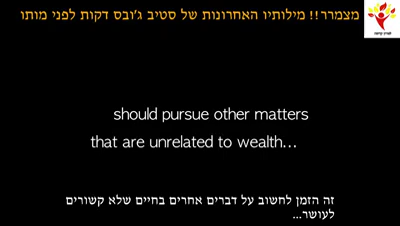 מצמרר!! מילותיו האחרונות של סטיב ג'ובס דקות לפני מותו
should pursue other matters
that are unrelated to wealth...
זה הזמן לחשוב על דברים אחרים בחיים שלא קשורים
לעושר...